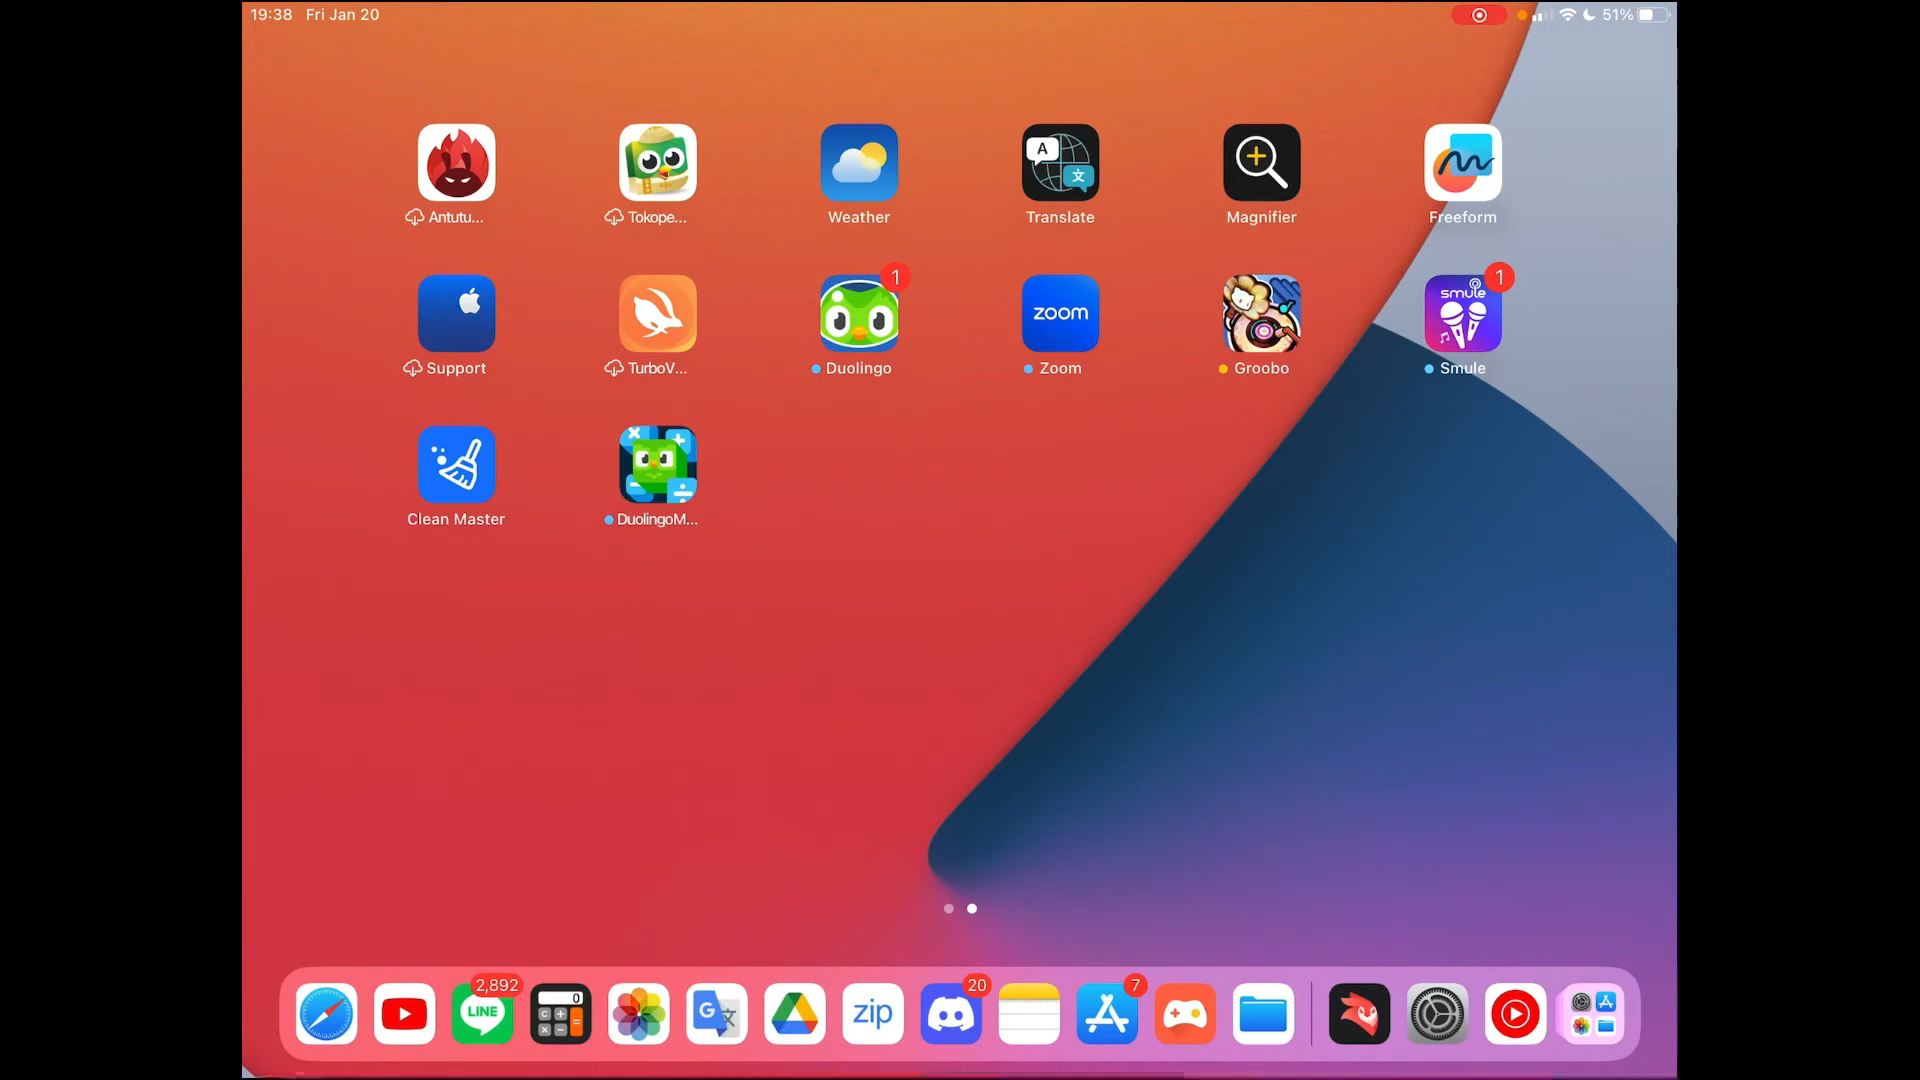 19:38 Fri Jan 20
51%
A 文
Antutu... Tokope... Weather Translate Magnifier Freeform
1 1
zoom smule
Support TurboV... Duolingo Zoom Groobo Smule
Clean Master DuolingoM...
2,892 20 7
LINE 0 G 文 zip
C